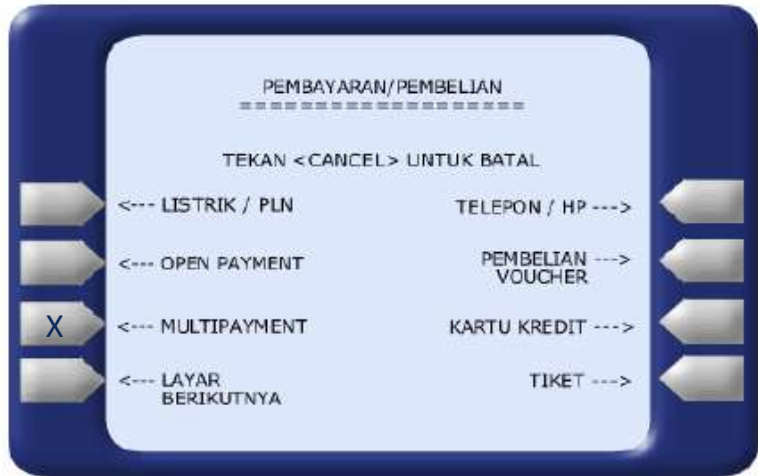 PEMBAYARAN/PEMBELIAN
===================
TEKAN <CANCEL> UNTUK BATAL
<--- LISTRIK / PLN TELEPON / HP --->
<--- OPEN PAYMENT PEMBELIAN --->
VOUCHER
X <--- MULTIPAYMENT KARTU KREDIT --->
<--- LAYAR TIKET --->
BERIKUTNYA